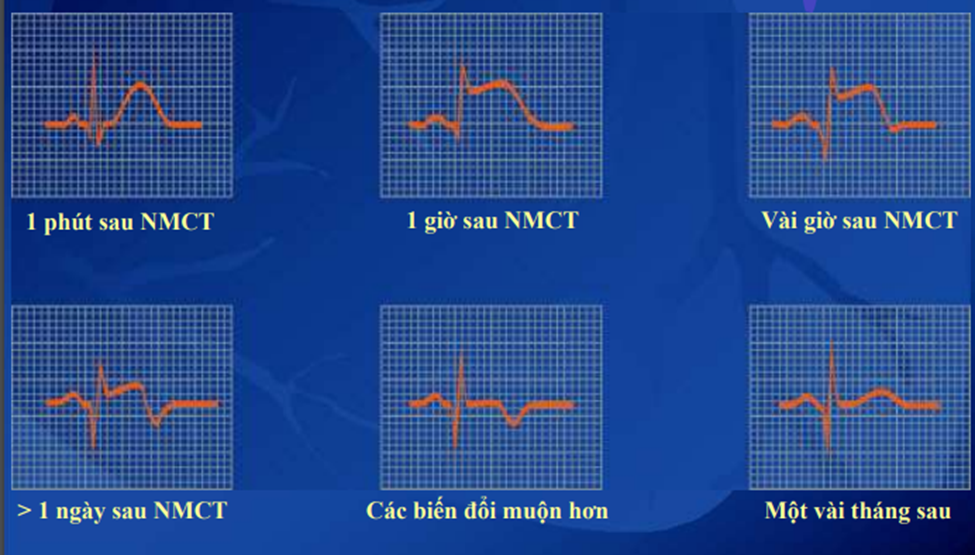 1 phút sau NMCT
1 giờ sau NMCT
Vài giờ sau NMCT
> 1 ngày sau NMCT
Các biến đổi muộn hơn
Một vài tháng sau